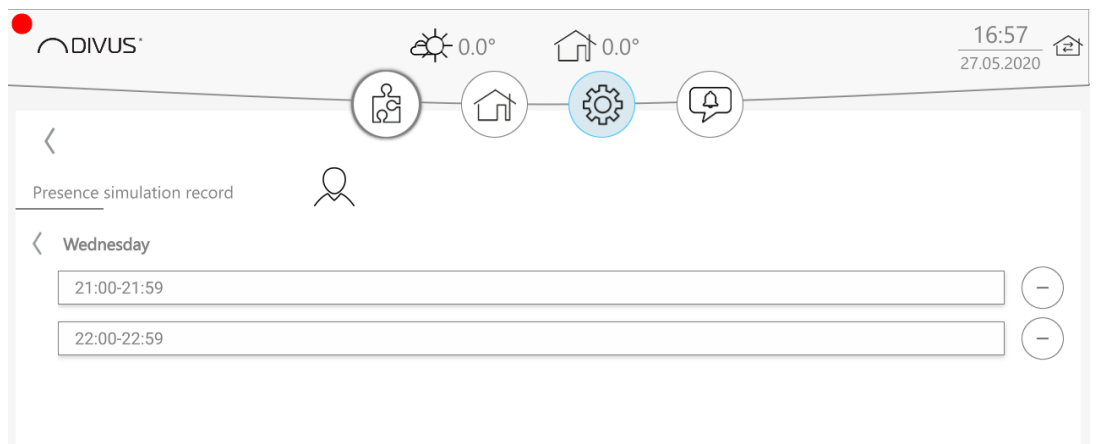 DIVUS
0.0°
0.0°
16:57
27.05.2020
Presence simulation record
Wednesday
21:00-21:59
22:00-22:59